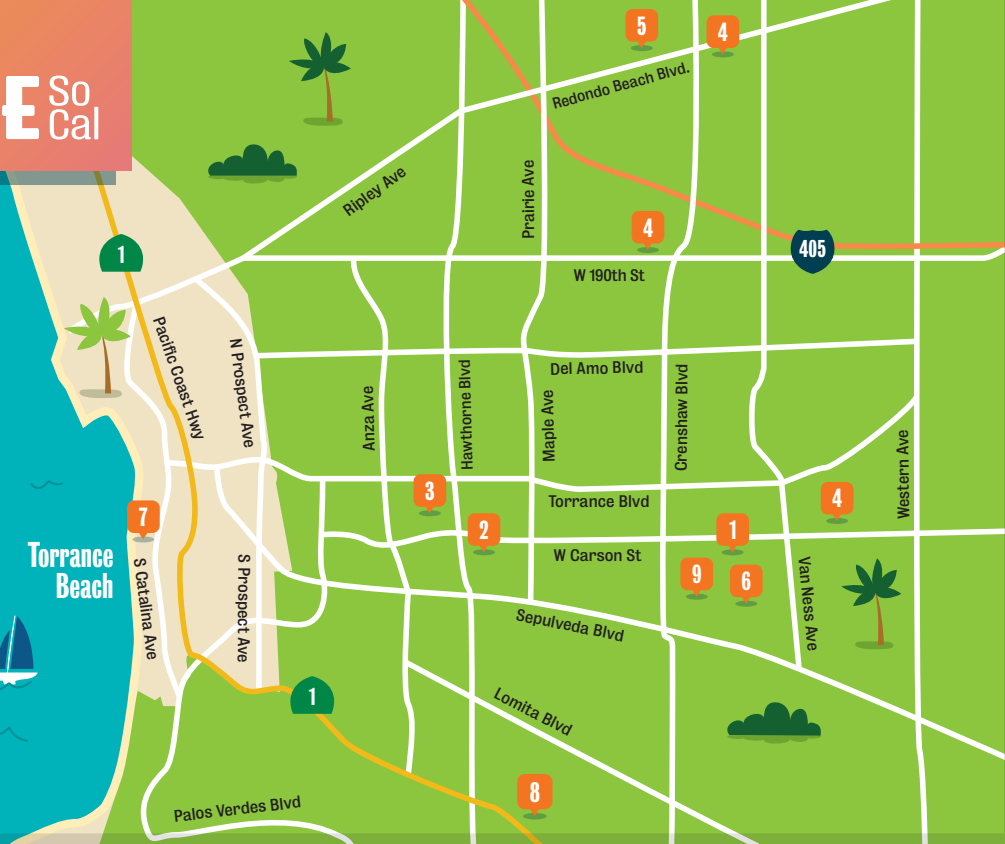 E So
Cal
5
4
Redondo Beach Blvd.
Ripley Ave
Prairie Ave
4
1
405
W 190th St
Pacific Coast Hwy
N Prospect Ave
Del Amo Blvd
Anza Ave
Hawthorne Blvd
Maple Ave
Crenshaw Blvd
Western Ave
3
Torrance Blvd
4
7
2
1
Torrance
Beach
W Carson St
9
6
S Catalina Ave
S Prospect Ave
Van Ness Ave
Sepulveda Blvd
1
Lomita Blvd
8
Palos Verdes Blvd